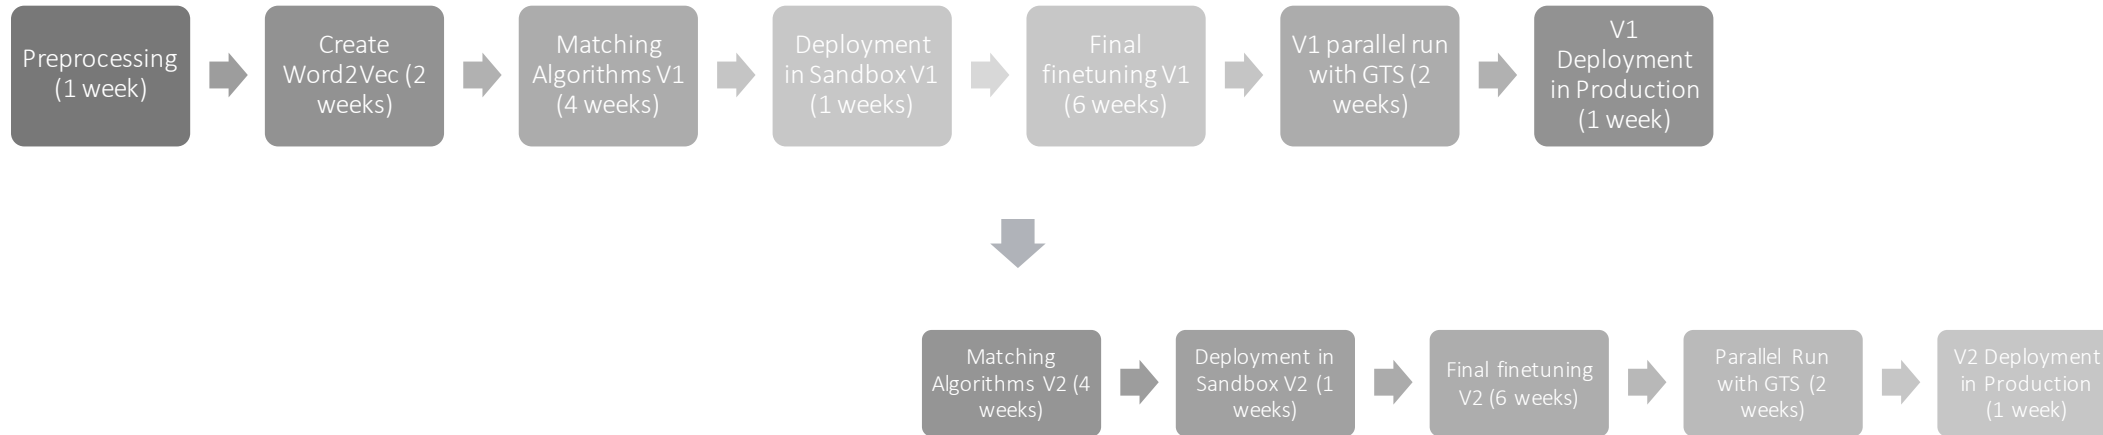 Preprocessing
(1 week)
Create
Word2Vec (2
weeks)
Matching
Algorithms V1
(4 weeks)
Deployment
in Sandbox V1
(1 weeks)
Final
finetuning V1
(6 weeks)
V1 parallel run
with GTS (2
weeks)
V1
Deployment
in Production
(1 week)
Matching
Algorithms V2 (4
weeks)
Deployment in
Sandbox V2 (1
weeks)
Final finetuning
V2 (6 weeks)
Parallel Run
with GTS (2
weeks)
V2 Deployment
in Production
(1 week)